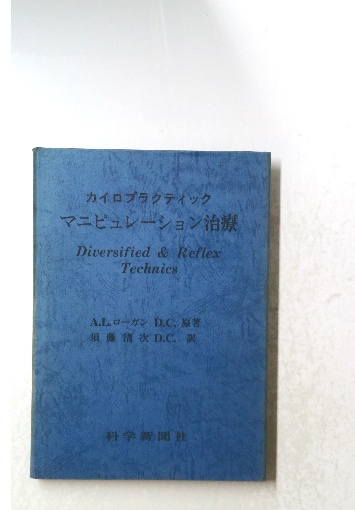 カイロプラクティック
マニピュレーション治療
Diversified & Reflex
Technics
A.L.ローガン D.C. 原著
須藤清次 D.C. 訳
科学新聞社